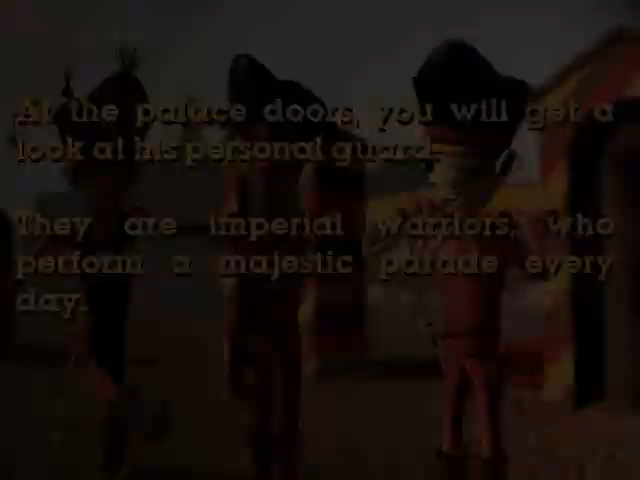 At the palace doors, you will get a
look at his personal guard.
They are imperial warriors, who
perform a majestic parade every
day.